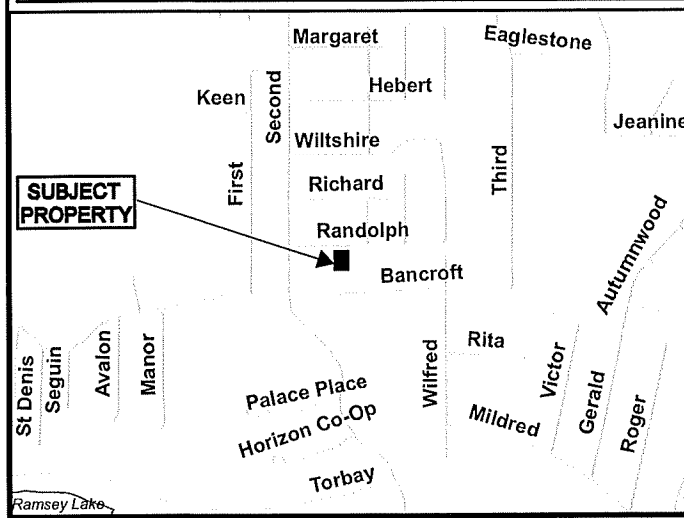 Margaret
Eaglestone
Keen
Second
Hebert
Jeanine
Wiltshire
First
Richard
Third
SUBJECT
PROPERTY
Randolph
Bancroft
Autumnwood
St Denis
Seguin
Avalon
Manor
Palace Place
Horizon Co-Op
Torbay
Wilfred
Rita
Mildred
Victor
Gerald
Roger
Ramsey Lake